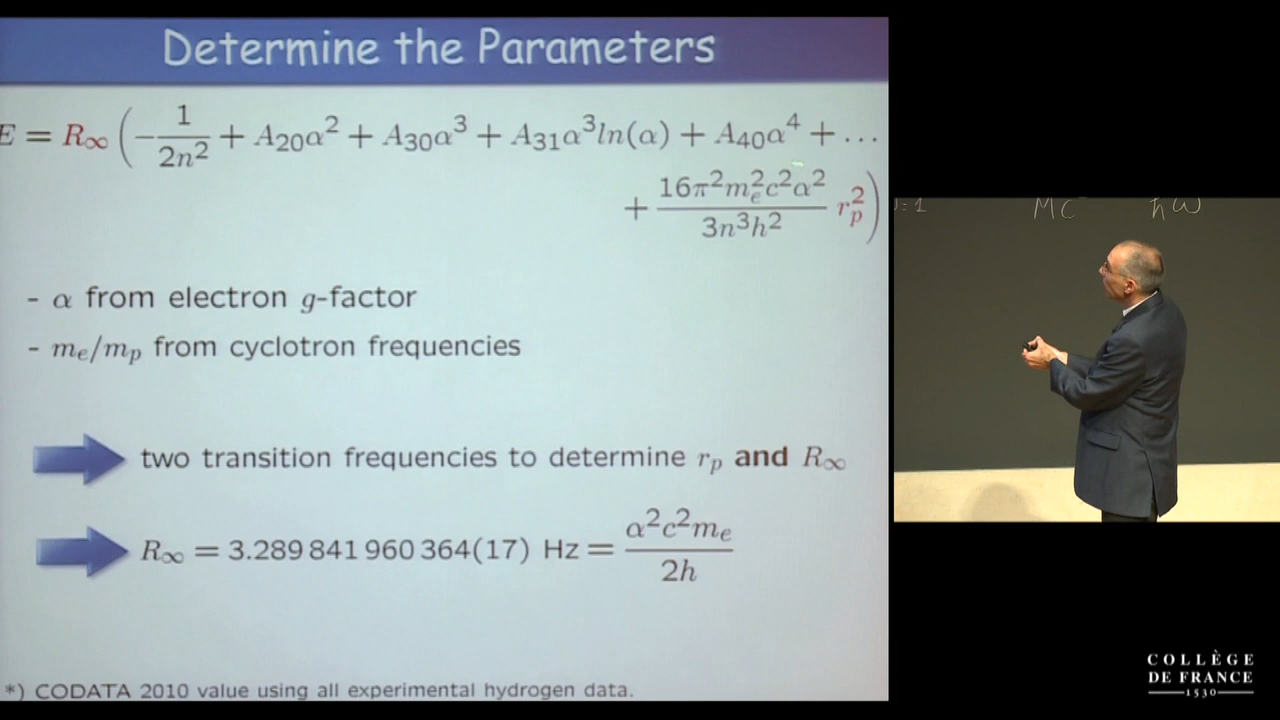 Determine the Parameters
E = R∞ (−1/2n² + A₂₀α² + A₃₀α³ + A₃₁α³ln(α) + A₄₀α⁴ + ...
+ 16π²mₑ²c²α²/3n³h² rₚ²)
- α from electron g-factor
- mₑ/mₚ from cyclotron frequencies
two transition frequencies to determine rₚ and R∞
R∞ = 3.289 841 960 364(17) Hz = α²c²mₑ/2h
*) CODATA 2010 value using all experimental hydrogen data.
= 1 MC ħω
COLLÈGE
DE FRANCE
1530